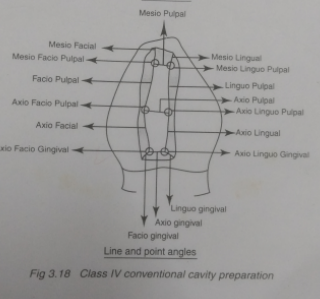 Mesio Pulpal
Mesio Facial
Mesio Lingual
Mesio Facio Pulpal
Mesio Linguo Pulpal
Facio Pulpal
Linguo Pulpal
Axio Facio Pulpal
Axio Pulpal
Axio Linguo Pulpal
Axio Facial
Axio Lingual
xio Facio Gingival
Axio Linguo Gingival
Linguo gingival
Axio gingival
Facio gingival
Line and point angles
Fig 3.18 Class IV conventional cavity preparation